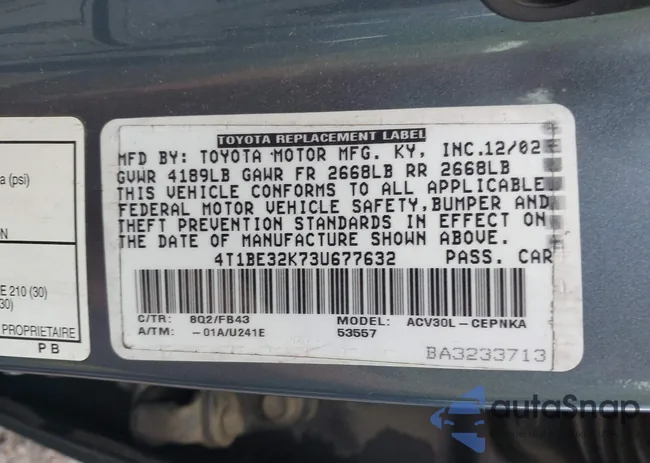 a (psi)
ON
E 210 (30)
30)
PROPRIETAIRE
P B
TOYOTA REPLACEMENT LABEL
MFD BY: TOYOTA MOTOR MFG. KY, INC.12/02
GVWR 4189LB GAWR FR 2668LB RR 2668LB
THIS VEHICLE CONFORMS TO ALL APPLICABLE
FEDERAL MOTOR VEHICLE SAFETY,BUMPER AND
THEFT PREVENTION STANDARDS IN EFFECT ON
THE DATE OF MANUFACTURE SHOWN ABOVE.
4T1BE32K73U677632 PASS. CAR
C/TR: 8Q2/FB43 MODEL: ACV30L-CEPNKA
A/TM: -01A/U241E 53557
BA3233713
autoSnap